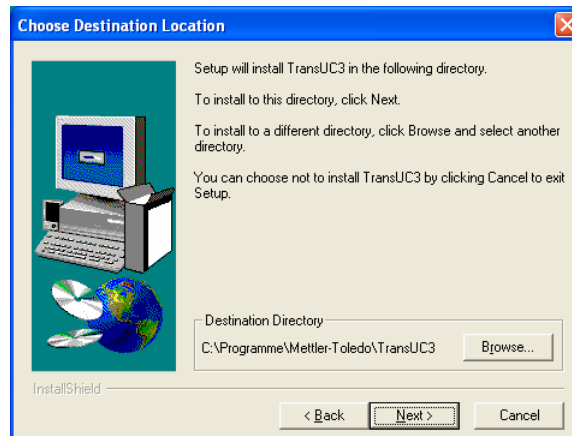 Choose Destination Location
Setup will install TransUC3 in the following directory.
To install to this directory, click Next.
To install to a different directory, click Browse and select another
directory.
You can choose not to install TransUC3 by clicking Cancel to exit
Setup.
Destination Directory
C:\Programme\Mettler-Toledo\TransUC3
Browse...
InstallShield
< Back
Next >
Cancel